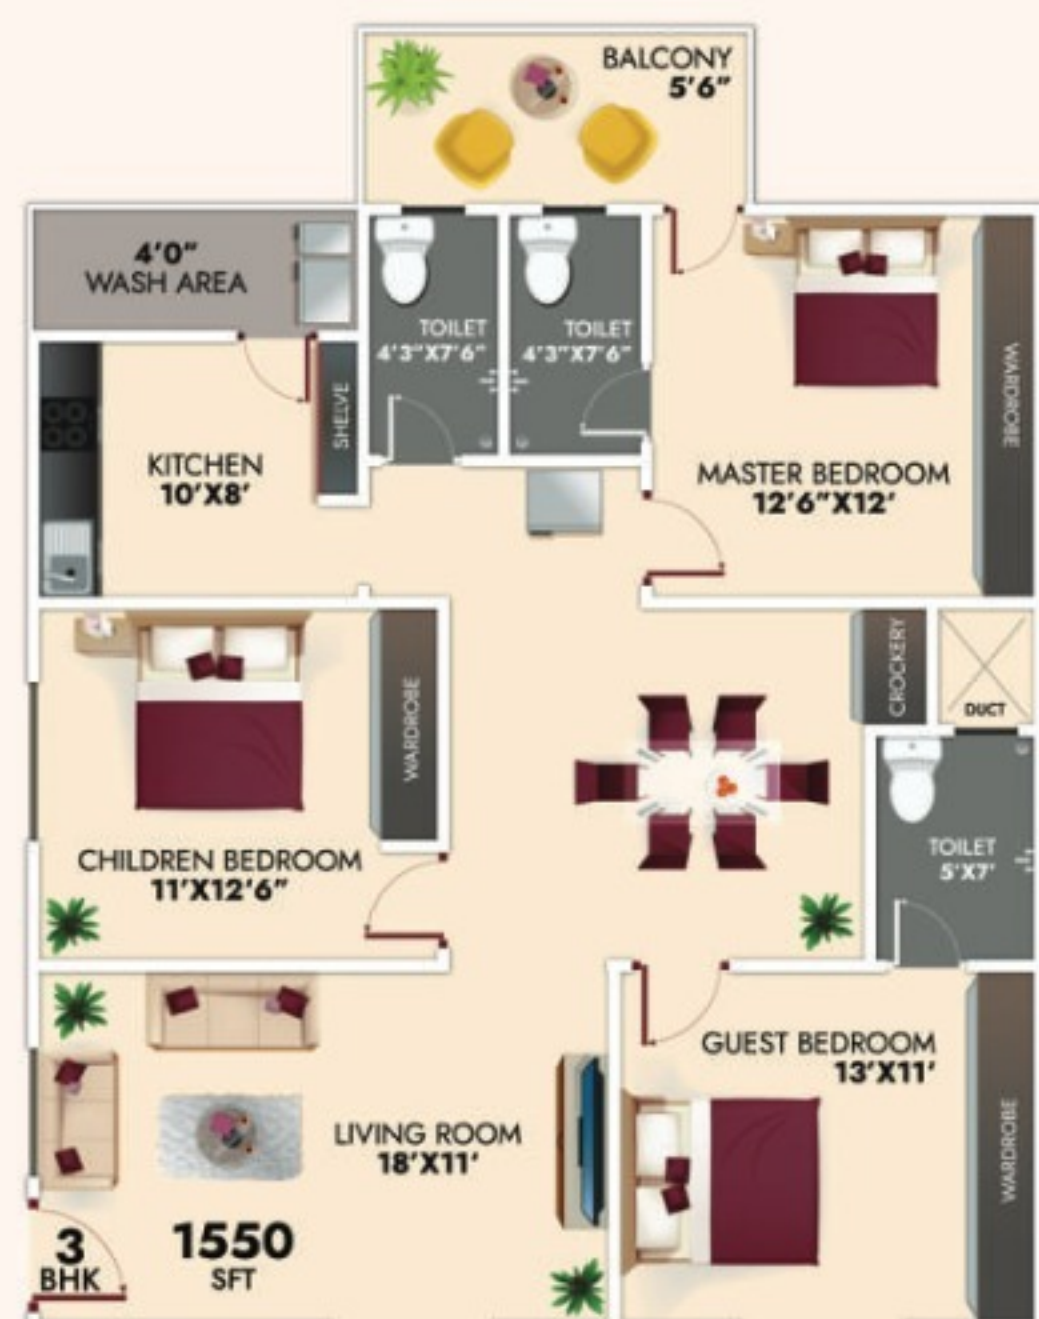 BALCONY
5'6"
4'0"
WASH AREA
TOILET
4'3"X7'6"
TOILET
4'3"X7'6"
SHELVE
WARDROBE
KITCHEN
10'X8'
MASTER BEDROOM
12'6"X12'
WARDROBE
CROCKERY
DUCT
CHILDREN BEDROOM
11'X12'6"
TOILET
5'X7'
GUEST BEDROOM
13'X11'
LIVING ROOM
18'X11'
WARDROBE
3
BHK
1550
SFT